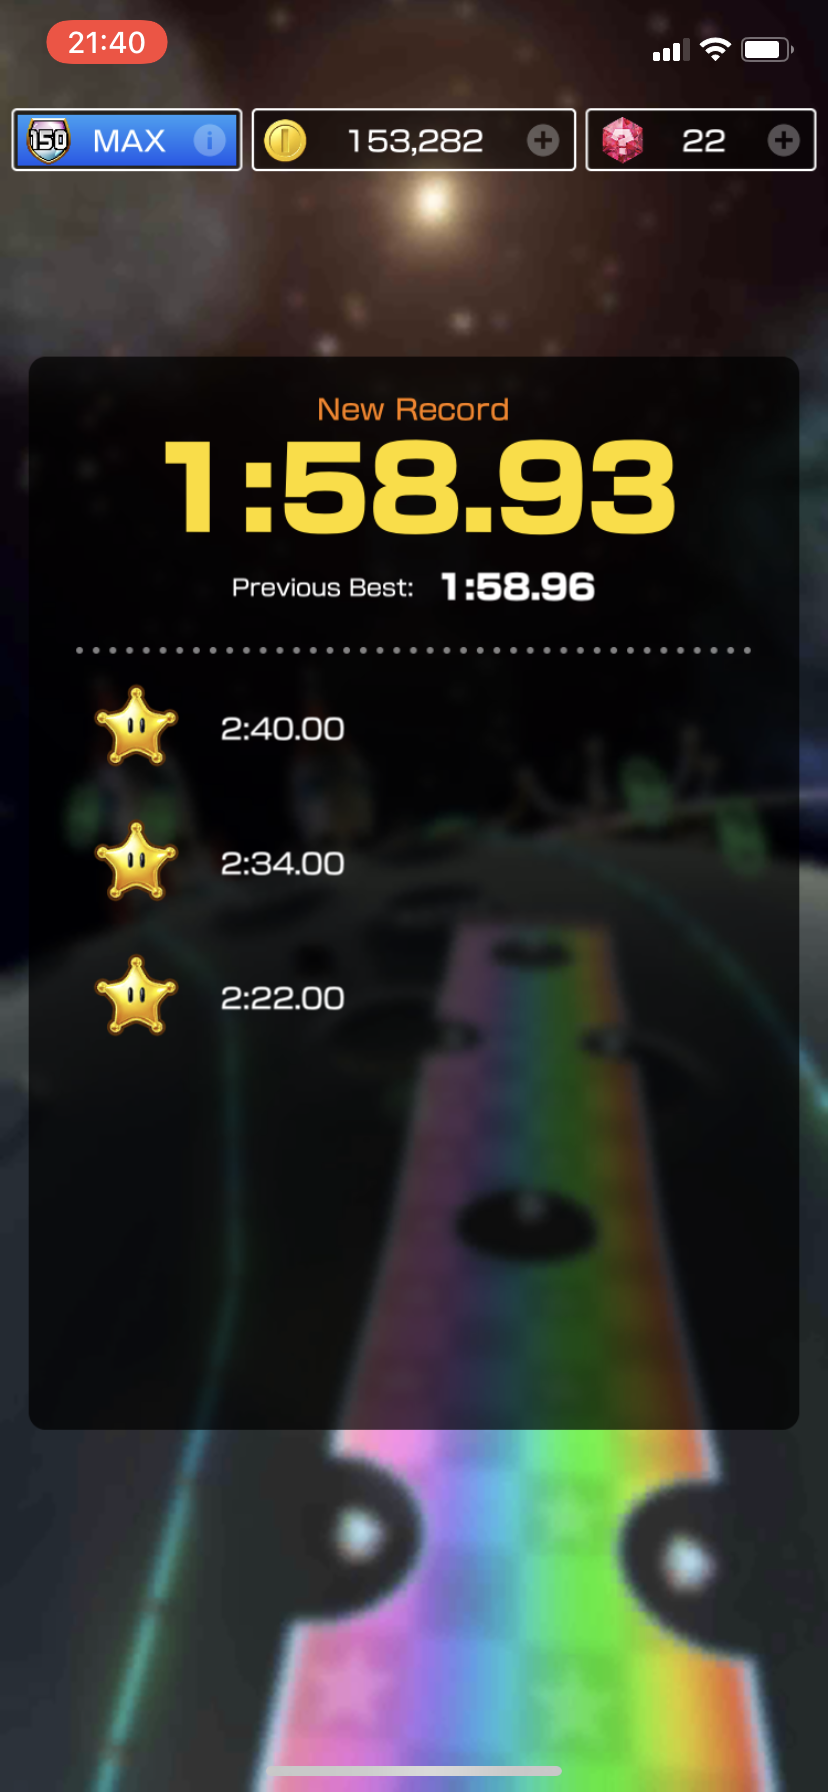 21:40
150 MAX i 153,282 + ? 22 +
New Record
1:58.93
Previous Best: 1:58.96
2:40.00
2:34.00
2:22.00